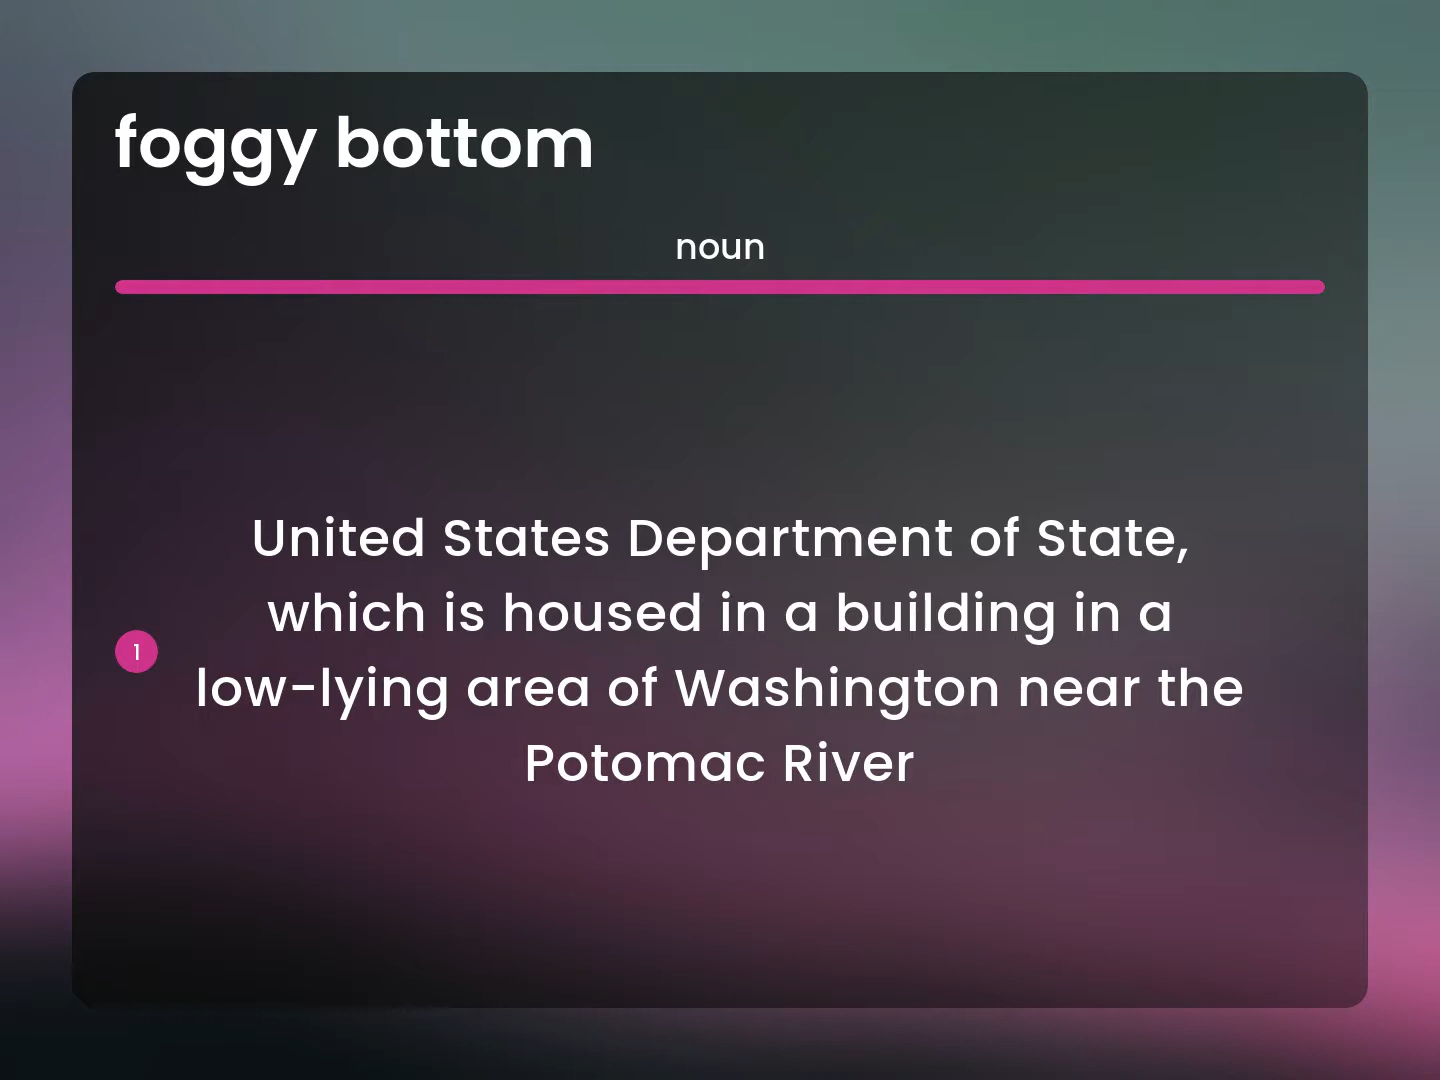 foggy bottom
noun
United States Department of State,
which is housed in a building in a
1
low-lying area of Washington near the
Potomac River